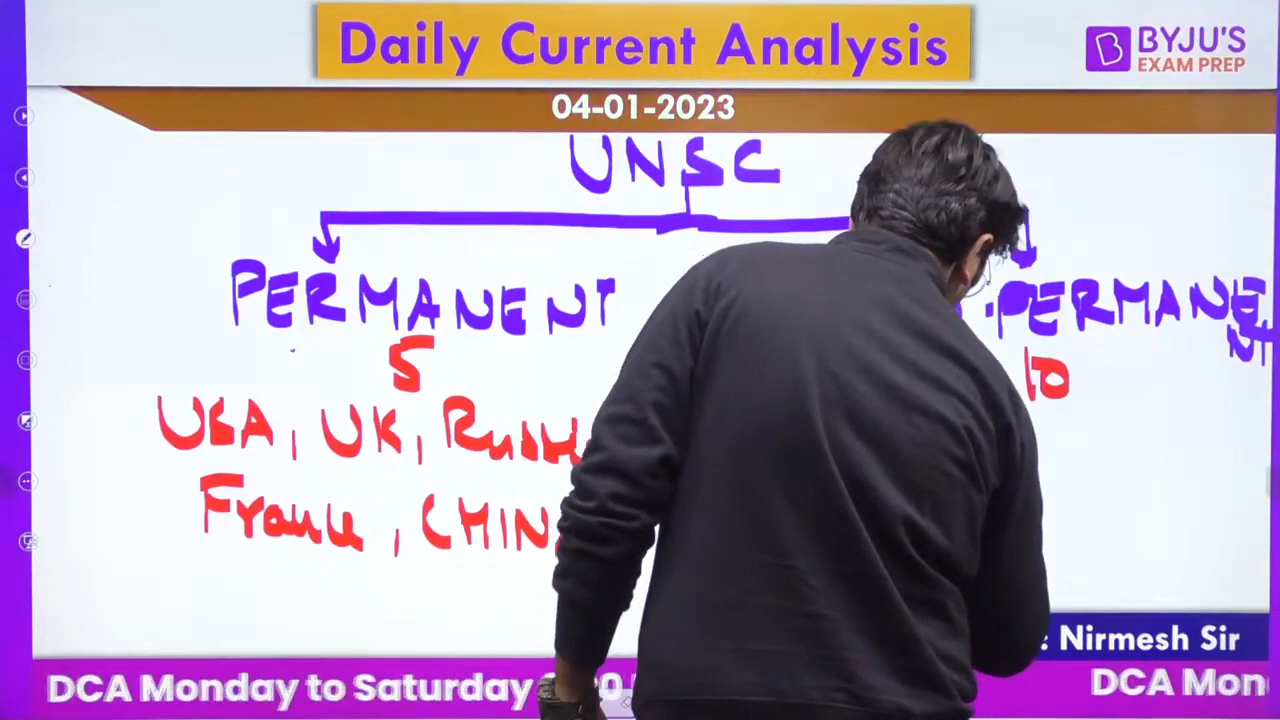 Daily Current Analysis
BYJU'S
EXAM PREP
04-01-2023
UNSC
PERMANENT
PERMANENT
5
10
USA, UK,
France, CHIN
: Nirmesh Sir
DCA Monday to Saturday
DCA Mon